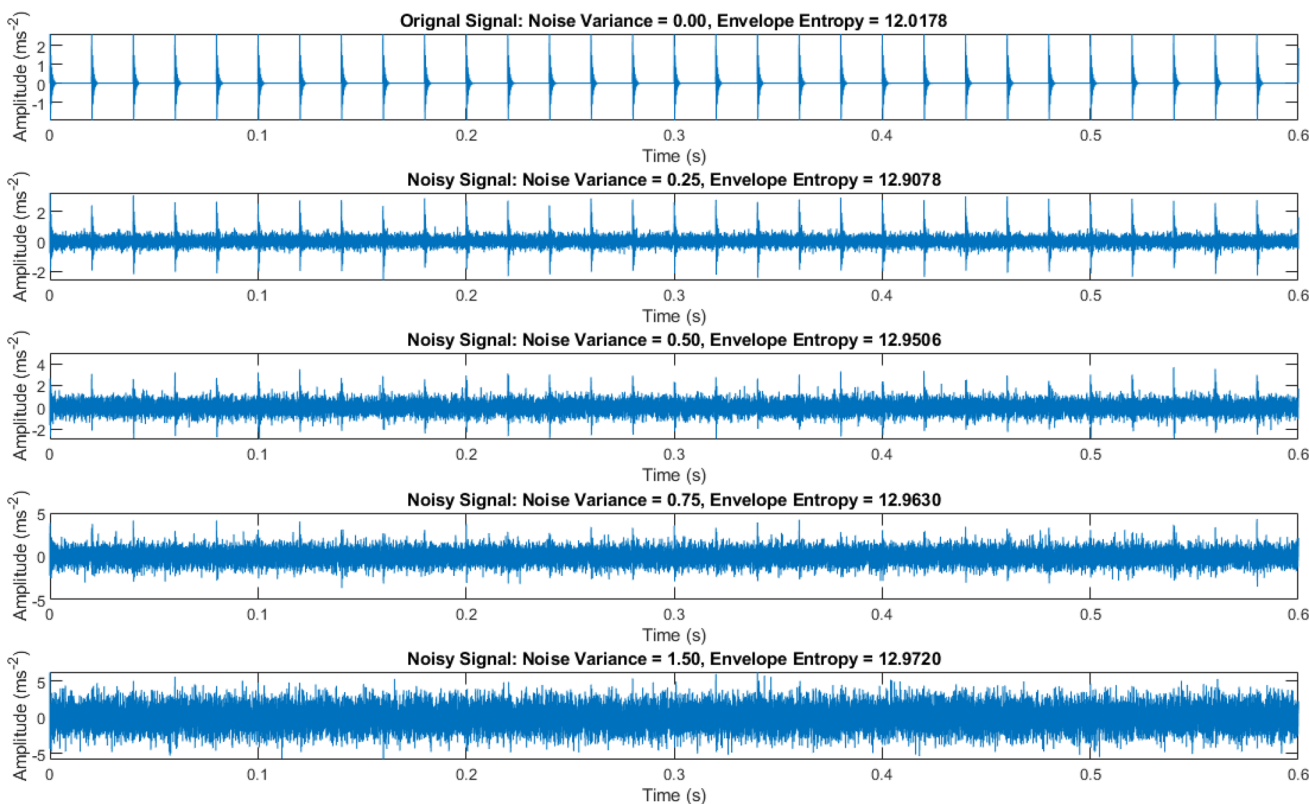 Orignal Signal: Noise Variance = 0.00, Envelope Entropy = 12.0178
Amplitude (ms-2)
2
1
0
-1
0 0.1 0.2 0.3 0.4 0.5 0.6
Time (s)
Noisy Signal: Noise Variance = 0.25, Envelope Entropy = 12.9078
Amplitude (ms-2)
2
0
-2
0 0.1 0.2 0.3 0.4 0.5 0.6
Time (s)
Noisy Signal: Noise Variance = 0.50, Envelope Entropy = 12.9506
Amplitude (ms-2)
4
2
0
-2
0 0.1 0.2 0.3 0.4 0.5 0.6
Time (s)
Noisy Signal: Noise Variance = 0.75, Envelope Entropy = 12.9630
Amplitude (ms-2)
5
0
-5
0 0.1 0.2 0.3 0.4 0.5 0.6
Time (s)
Noisy Signal: Noise Variance = 1.50, Envelope Entropy = 12.9720
Amplitude (ms-2)
5
0
-5
0 0.1 0.2 0.3 0.4 0.5 0.6
Time (s)